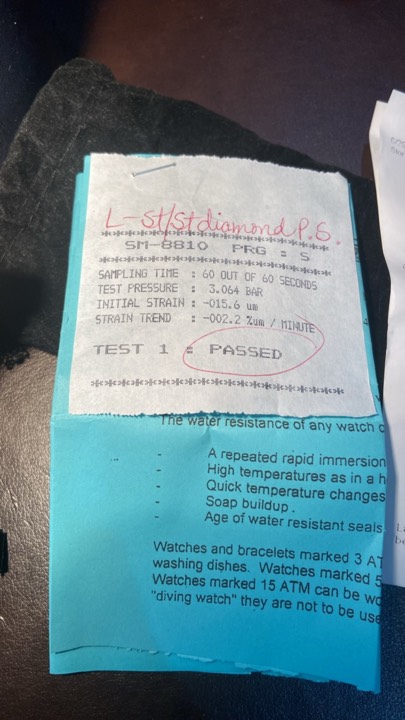 L-st/st diamond P.S.
******************************
SM-8810 PRG : S
******************************
SAMPLING TIME : 60 OUT OF 60 SECONDS
TEST PRESSURE : 3.064 BAR
INITIAL STRAIN : -015.6 um
STRAIN TREND : -002.2 %um / MINUTE
TEST 1 : PASSED
******************************
The water resistance of any watch
- A repeated rapid immersion
- High temperatures as in a
- Quick temperature changes
- Soap buildup.
- Age of water resistant seals
Watches and bracelets marked 3
washing dishes. Watches marked
Watches marked 15 ATM can be
"diving watch" they are not to be